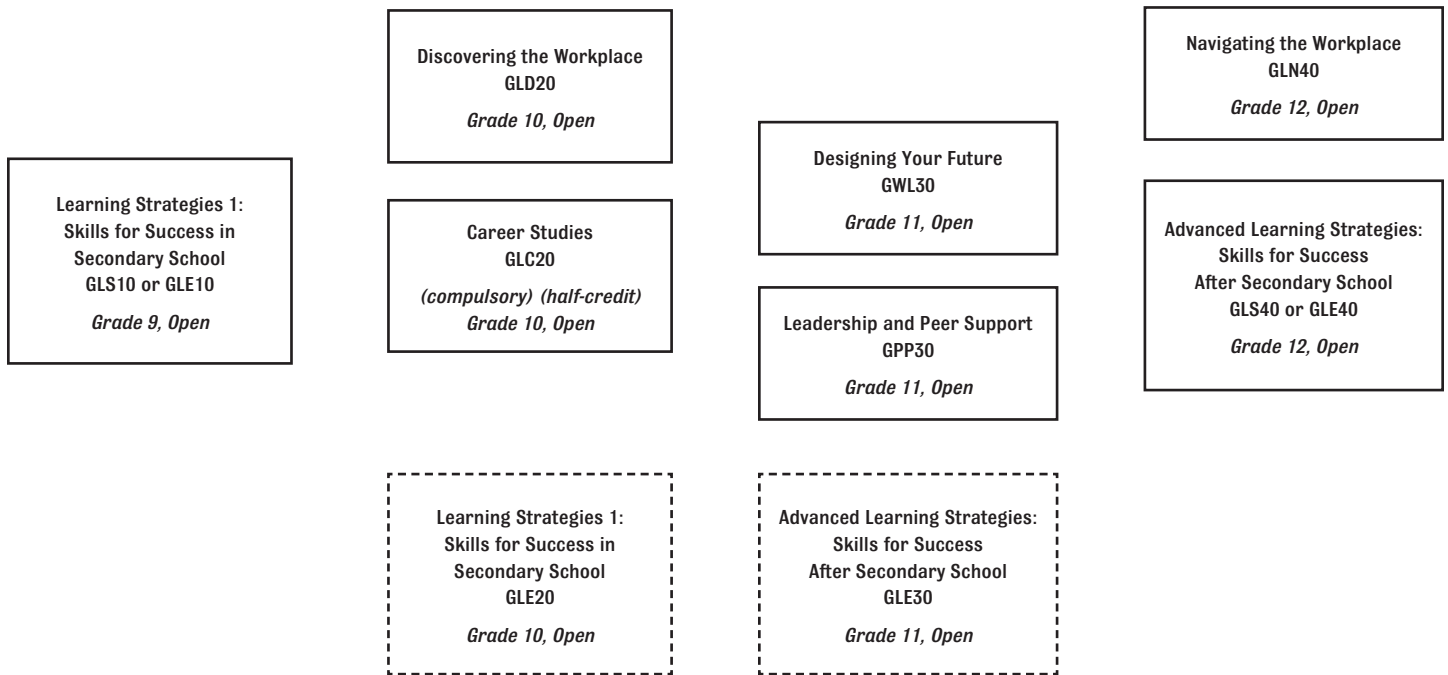 Learning Strategies 1:
Skills for Success in
Secondary School
GLS10 or GLE10
Grade 9, Open
Discovering the Workplace
GLD20
Grade 10, Open
Career Studies
GLC20
(compulsory) (half-credit)
Grade 10, Open
Learning Strategies 1:
Skills for Success in
Secondary School
GLE20
Grade 10, Open
Designing Your Future
GWL30
Grade 11, Open
Leadership and Peer Support
GPP30
Grade 11, Open
Advanced Learning Strategies:
Skills for Success
After Secondary School
GLE30
Grade 11, Open
Navigating the Workplace
GLN40
Grade 12, Open
Advanced Learning Strategies:
Skills for Success
After Secondary School
GLS40 or GLE40
Grade 12, Open